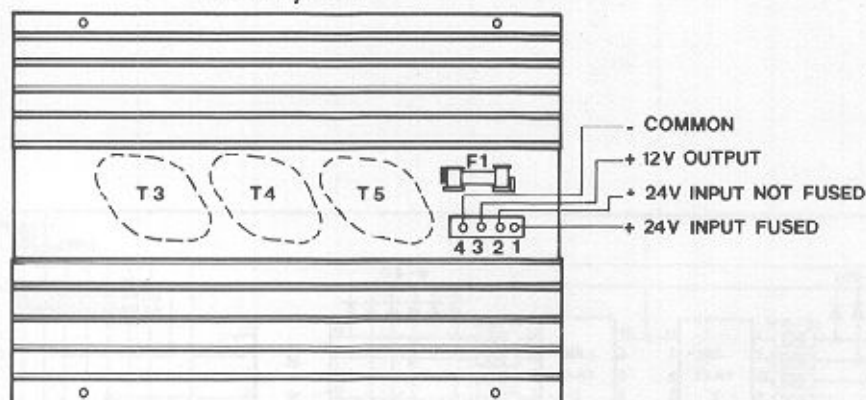 - COMMON
F1
+ 12V OUTPUT
T3 T4 T5
+ 24V INPUT NOT FUSED
+ 24V INPUT FUSED
4 3 2 1